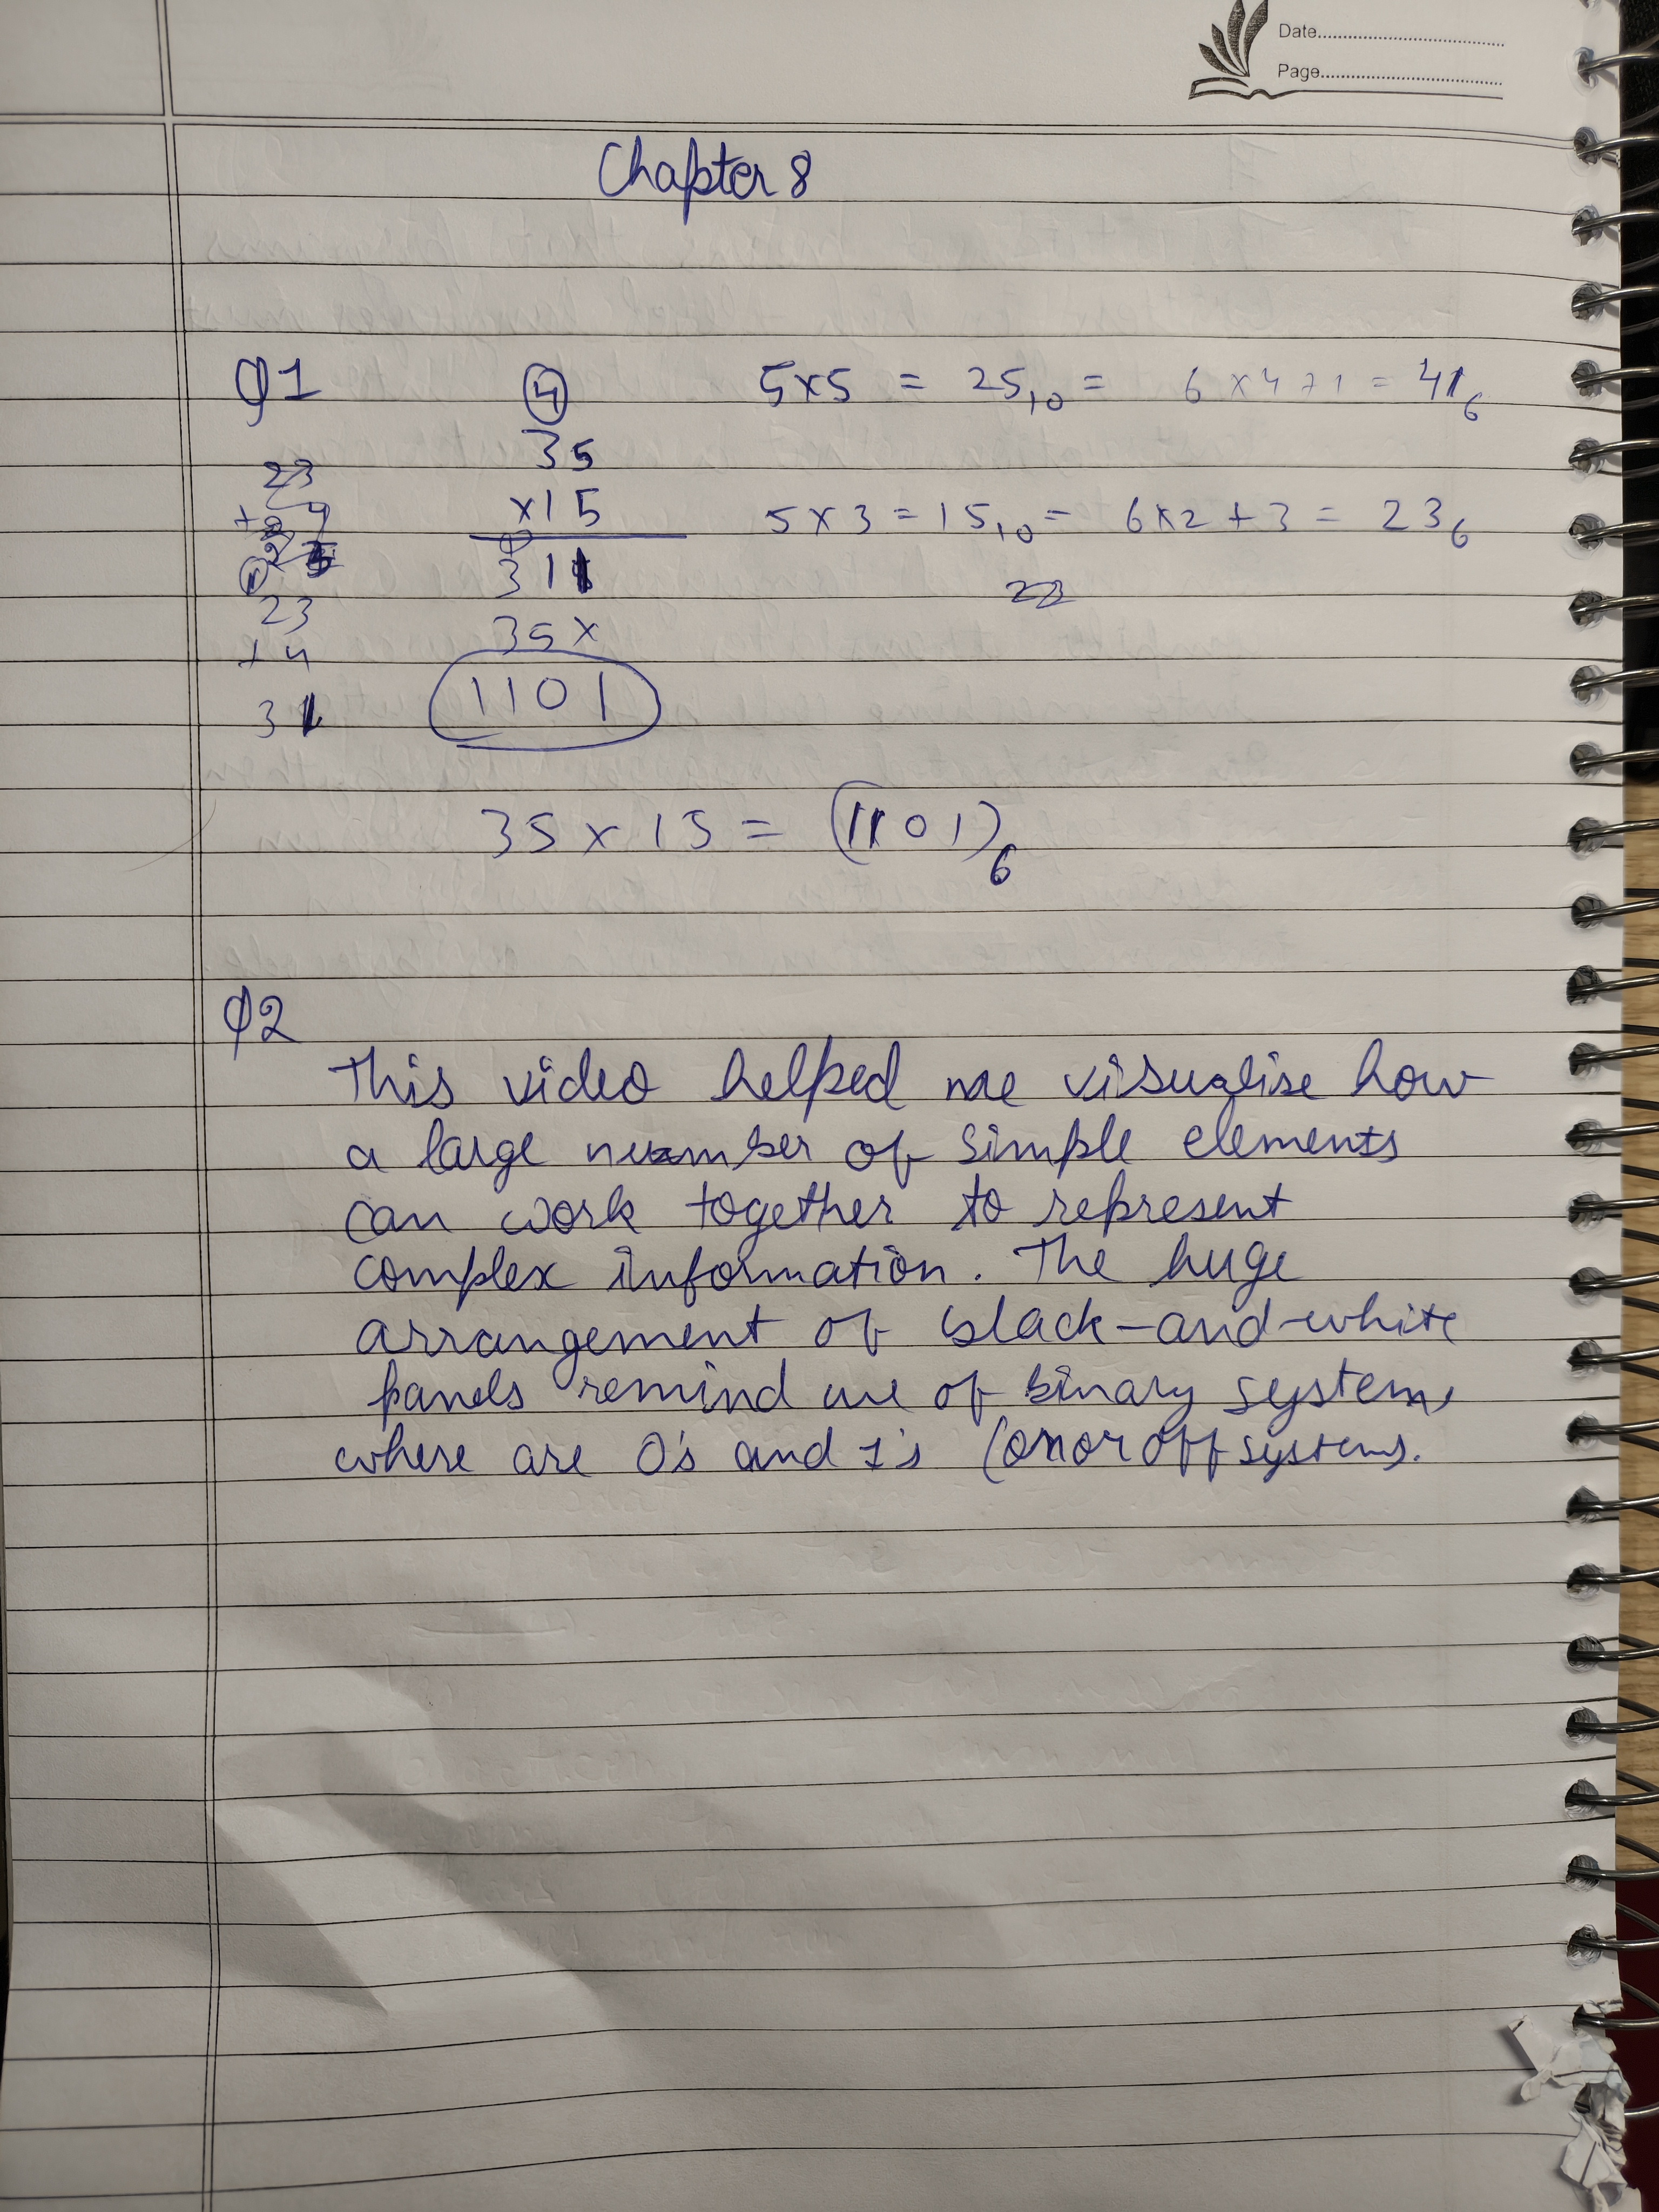 Date
Page
Chapter 8
Q1
④ 5x5 = 25₁₀ = 6x4+1 = 41₆
35
23
x15 5x3 = 15₁₀ = 6x2+3 = 23₆
311
23
35x
+4
1101
31
35x15 = (1101)₆
Q2
This video helped me visualise how
a large number of simple elements
can work together to represent
complex information. The huge
arrangement of black-and-white
panels remind me of binary system,
where are 0's and 1's (on or off systems.